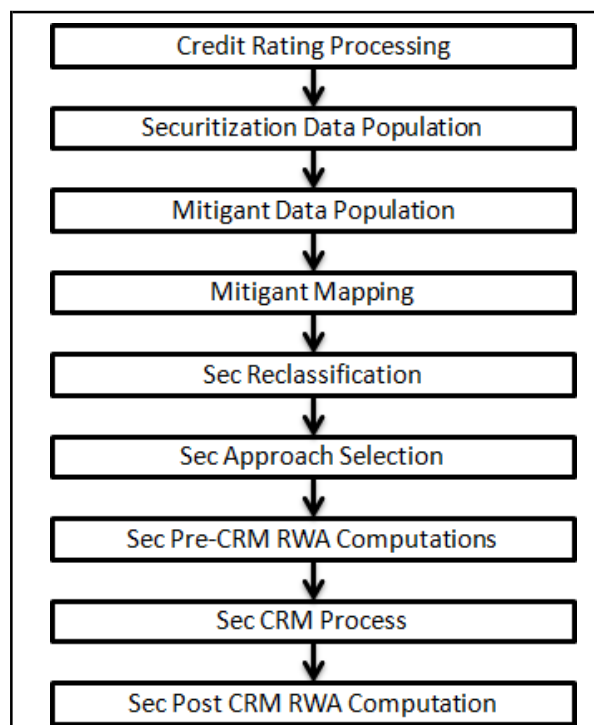 Credit Rating Processing
Securitization Data Population
Mitigant Data Population
Mitigant Mapping
Sec Reclassification
Sec Approach Selection
Sec Pre-CRM RWA Computations
Sec CRM Process
Sec Post CRM RWA Computation